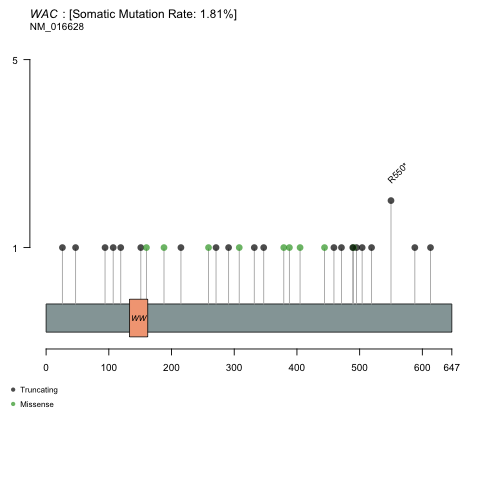 WAC : [Somatic Mutation Rate: 1.81%]
NM_016628
5
R550*
1
WW
0 100 200 300 400 500 600 647
Truncating
Missense